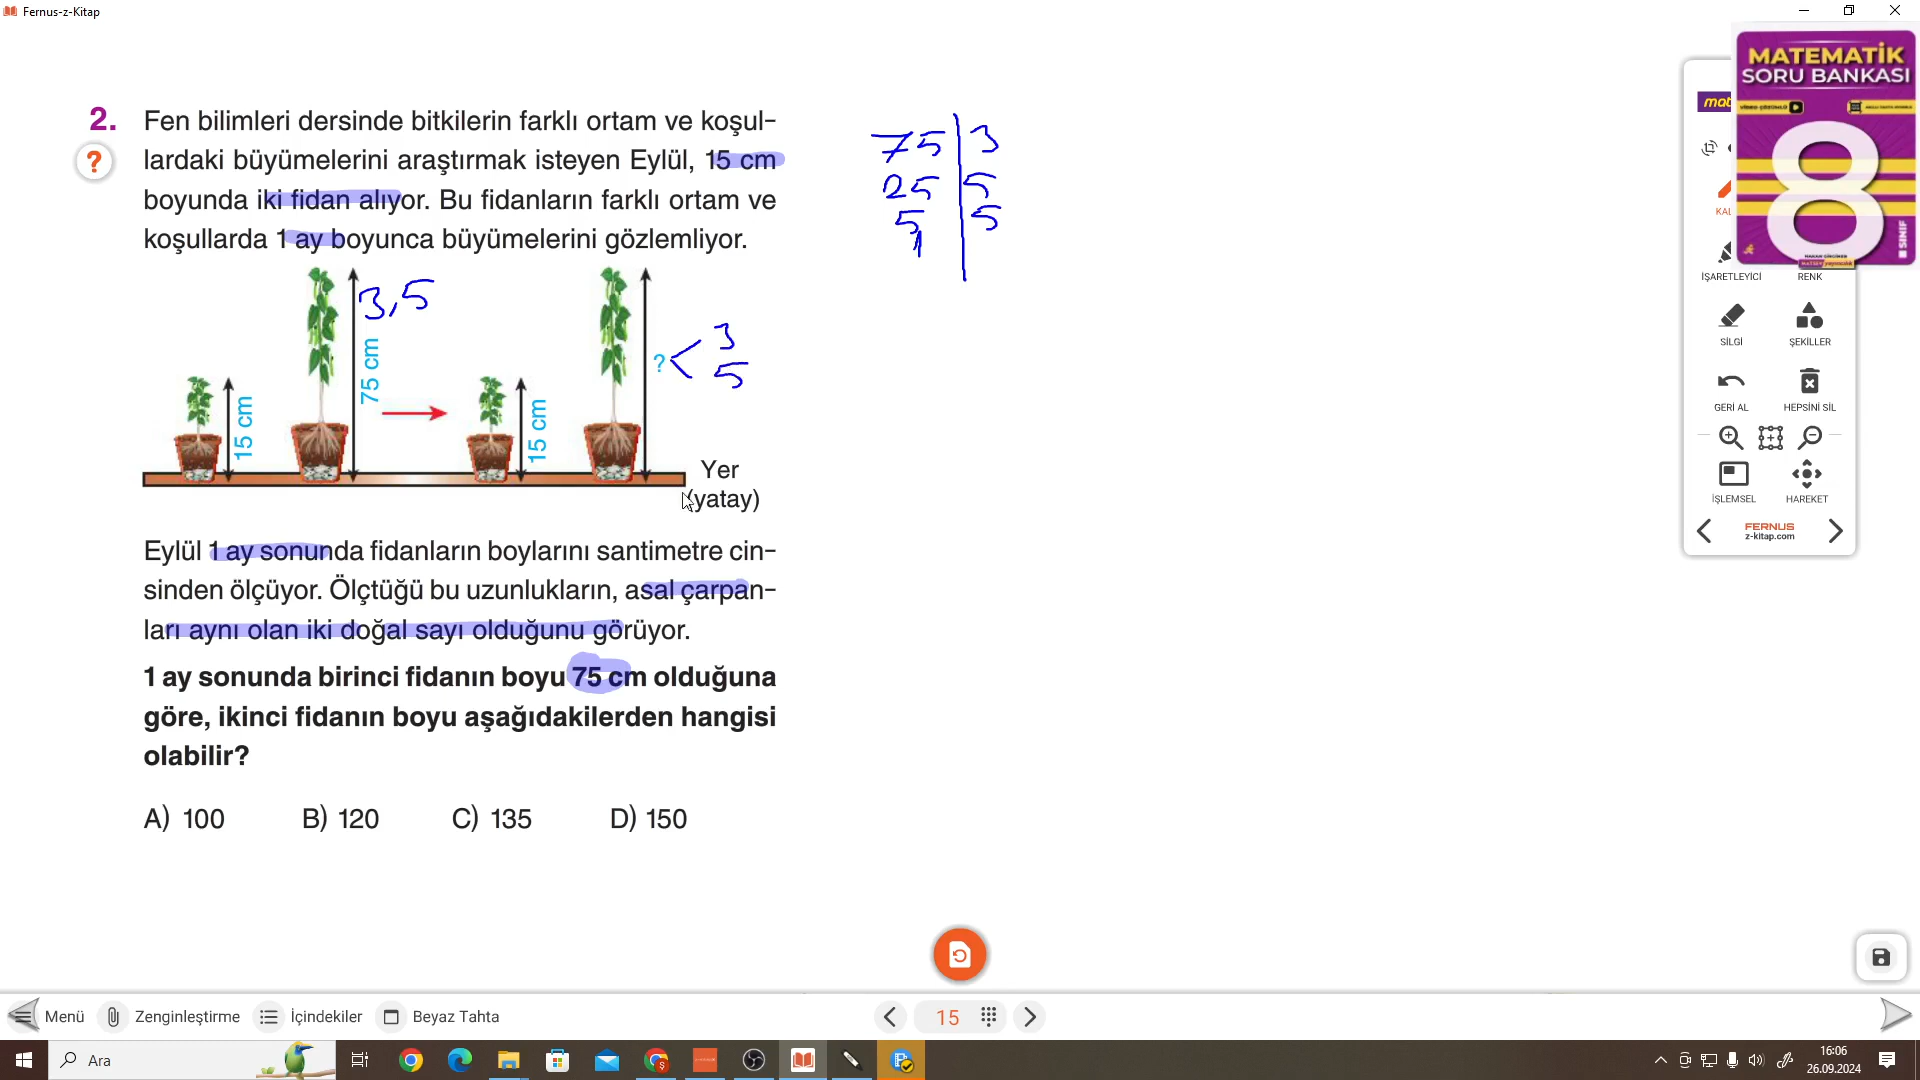 Fernus-z-Kitap
MATEMATİK
SORU BANKASI
8
SINIF
2. Fen bilimleri dersinde bitkilerin farklı ortam ve koşul-
? lardaki büyümelerini araştırmak isteyen Eylül, 15 cm
boyunda iki fidan alıyor. Bu fidanların farklı ortam ve
koşullarda 1 ay boyunca büyümelerini gözlemliyor.
75 3
25 5
5 5
1
3,5
15 cm
75 cm
15 cm
? < 3
5
Yer
(yatay)
Eylül 1 ay sonunda fidanların boylarını santimetre cin-
sinden ölçüyor. Ölçtüğü bu uzunlukların, asal çarpan-
ları aynı olan iki doğal sayı olduğunu görüyor.
1 ay sonunda birinci fidanın boyu 75 cm olduğuna
göre, ikinci fidanın boyu aşağıdakilerden hangisi
olabilir?
A) 100 B) 120 C) 135 D) 150
mat
KAL
İŞARETLEYİCİ RENK
SİLGİ ŞEKİLLER
GERİ AL HEPSİNİ SİL
İŞLEMSEL HAREKET
FERNUS
z-kitap.com
Menü Zenginleştirme İçindekiler Beyaz Tahta 15
Ara
16:06
26.09.2024